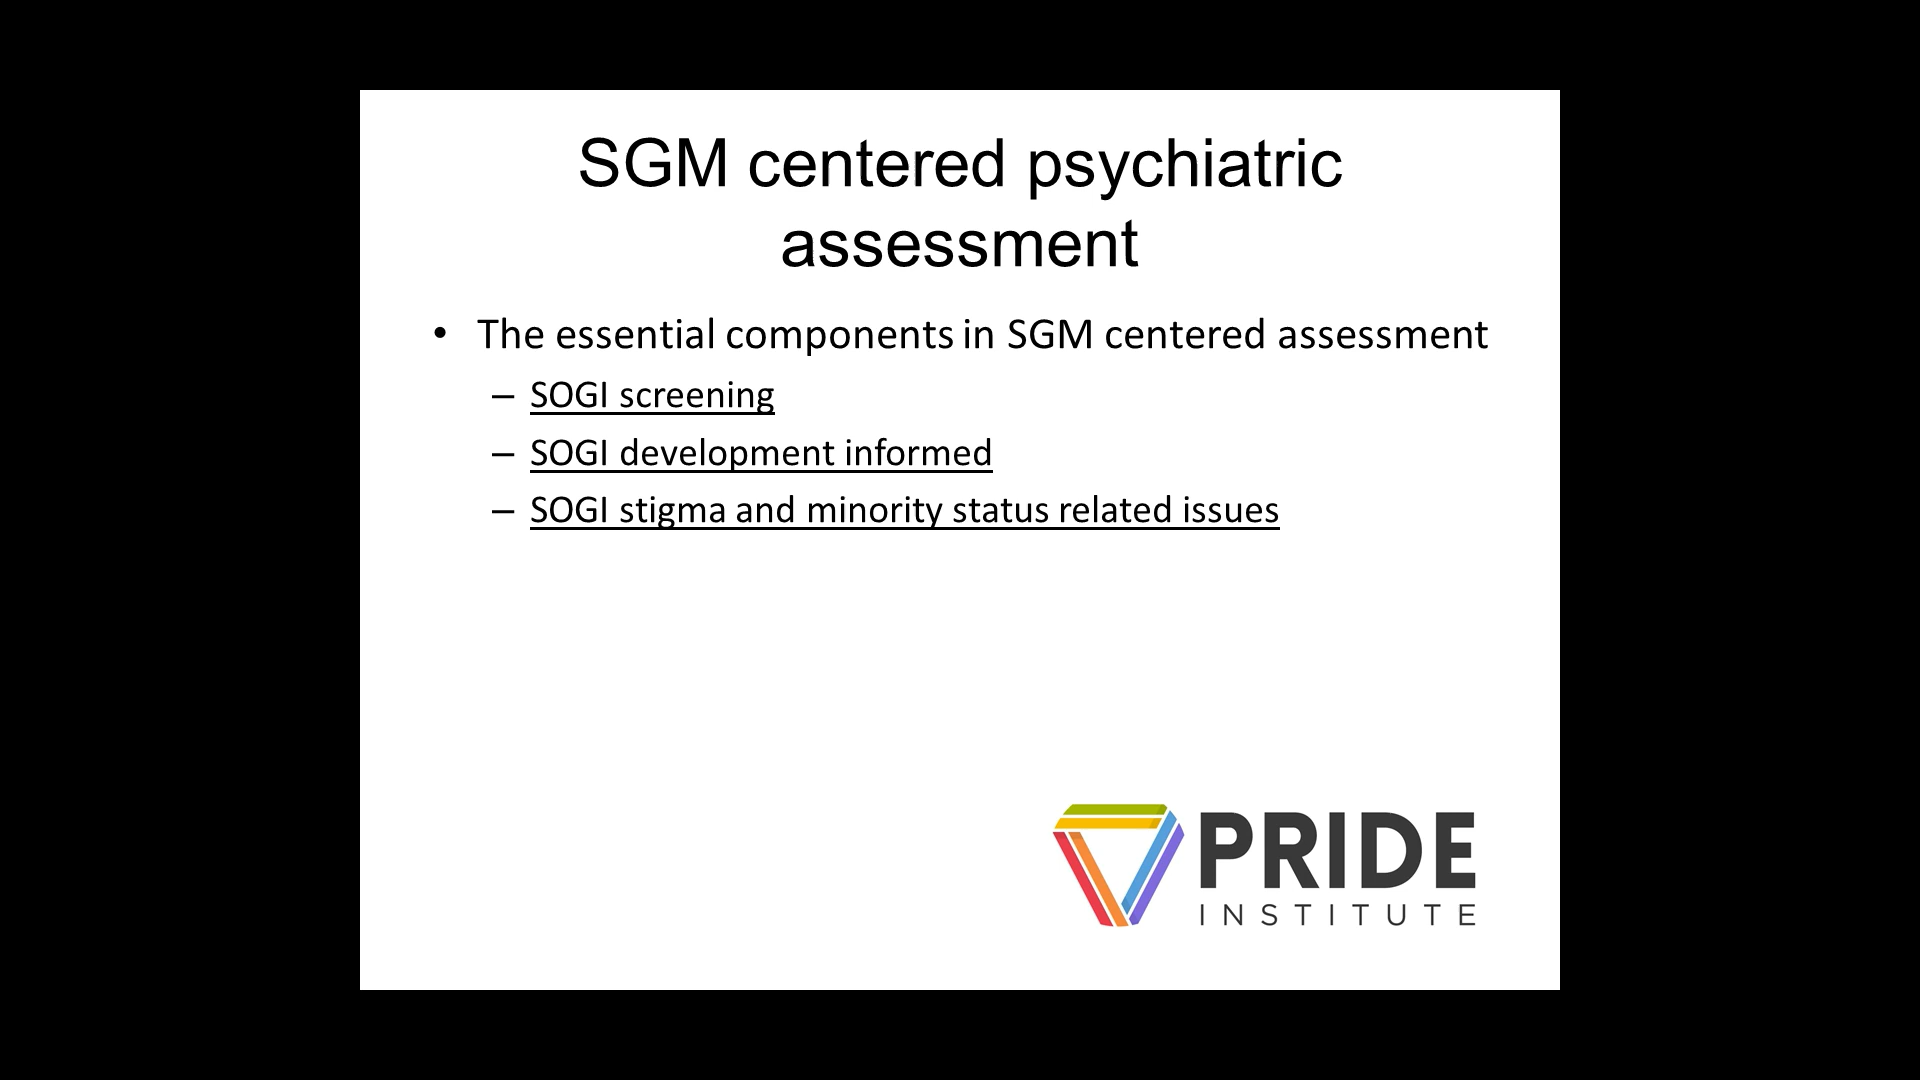 SGM centered psychiatric
assessment
• The essential components in SGM centered assessment
– SOGI screening
– SOGI development informed
– SOGI stigma and minority status related issues
PRIDE
INSTITUTE